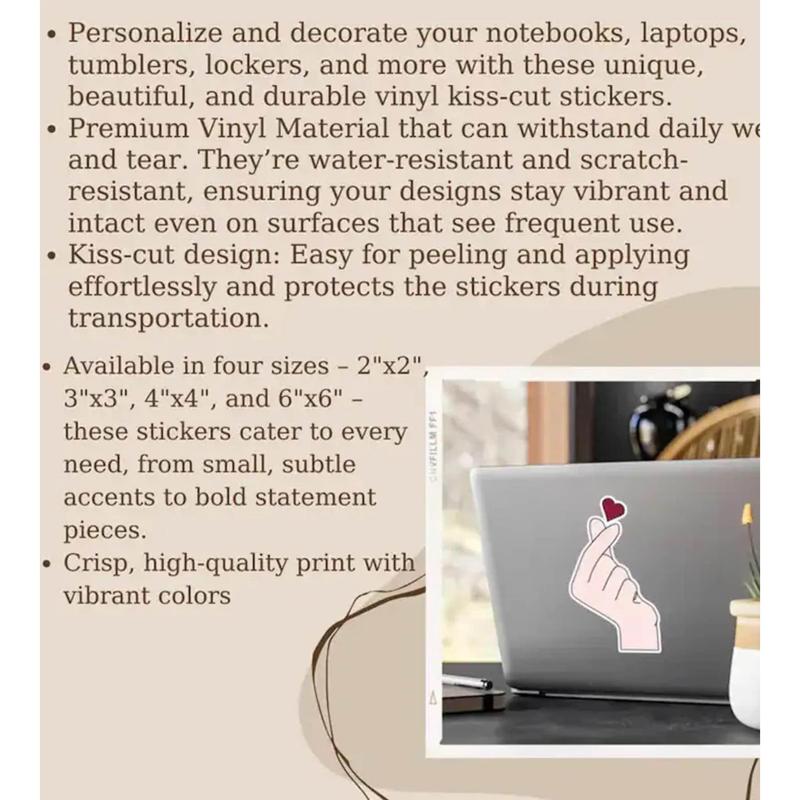 • Personalize and decorate your notebooks, laptops,
tumblers, lockers, and more with these unique,
beautiful, and durable vinyl kiss-cut stickers.
• Premium Vinyl Material that can withstand daily we
and tear. They’re water-resistant and scratch-
resistant, ensuring your designs stay vibrant and
intact even on surfaces that see frequent use.
• Kiss-cut design: Easy for peeling and applying
effortlessly and protects the stickers during
transportation.
• Available in four sizes – 2"x2",
3"x3", 4"x4", and 6"x6" –
these stickers cater to every
need, from small, subtle
accents to bold statement
pieces.
• Crisp, high-quality print with
vibrant colors